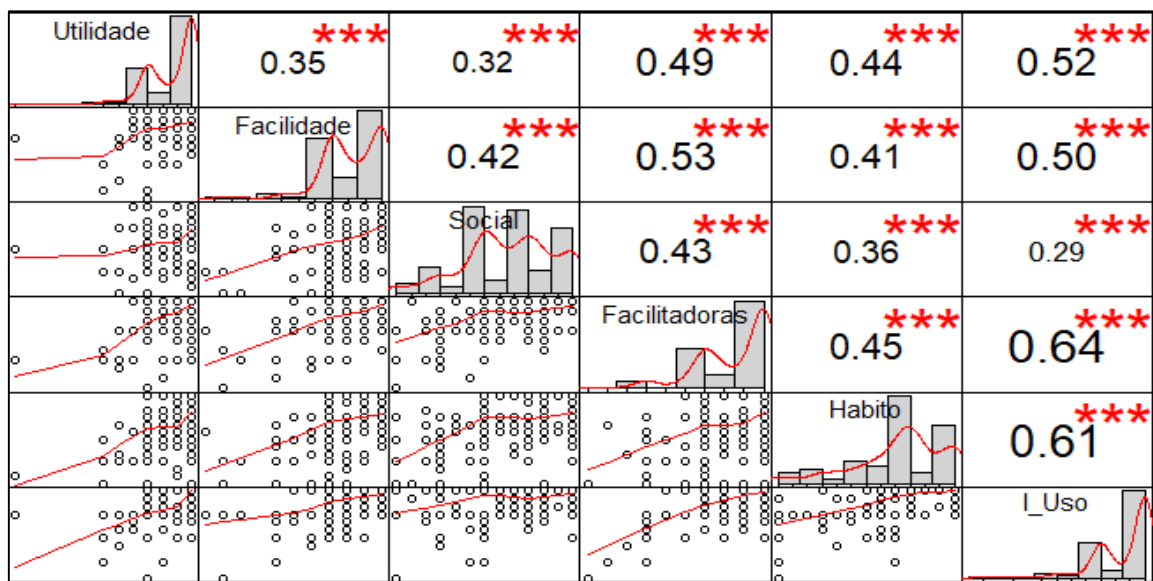 Utilidade 0.35 *** 0.32 *** 0.49 *** 0.44 *** 0.52 ***
Facilidade 0.42 *** 0.53 *** 0.41 *** 0.50 ***
Social 0.43 *** 0.36 *** 0.29 ***
Facilitadoras 0.45 *** 0.64 ***
Habito 0.61 ***
I_Uso